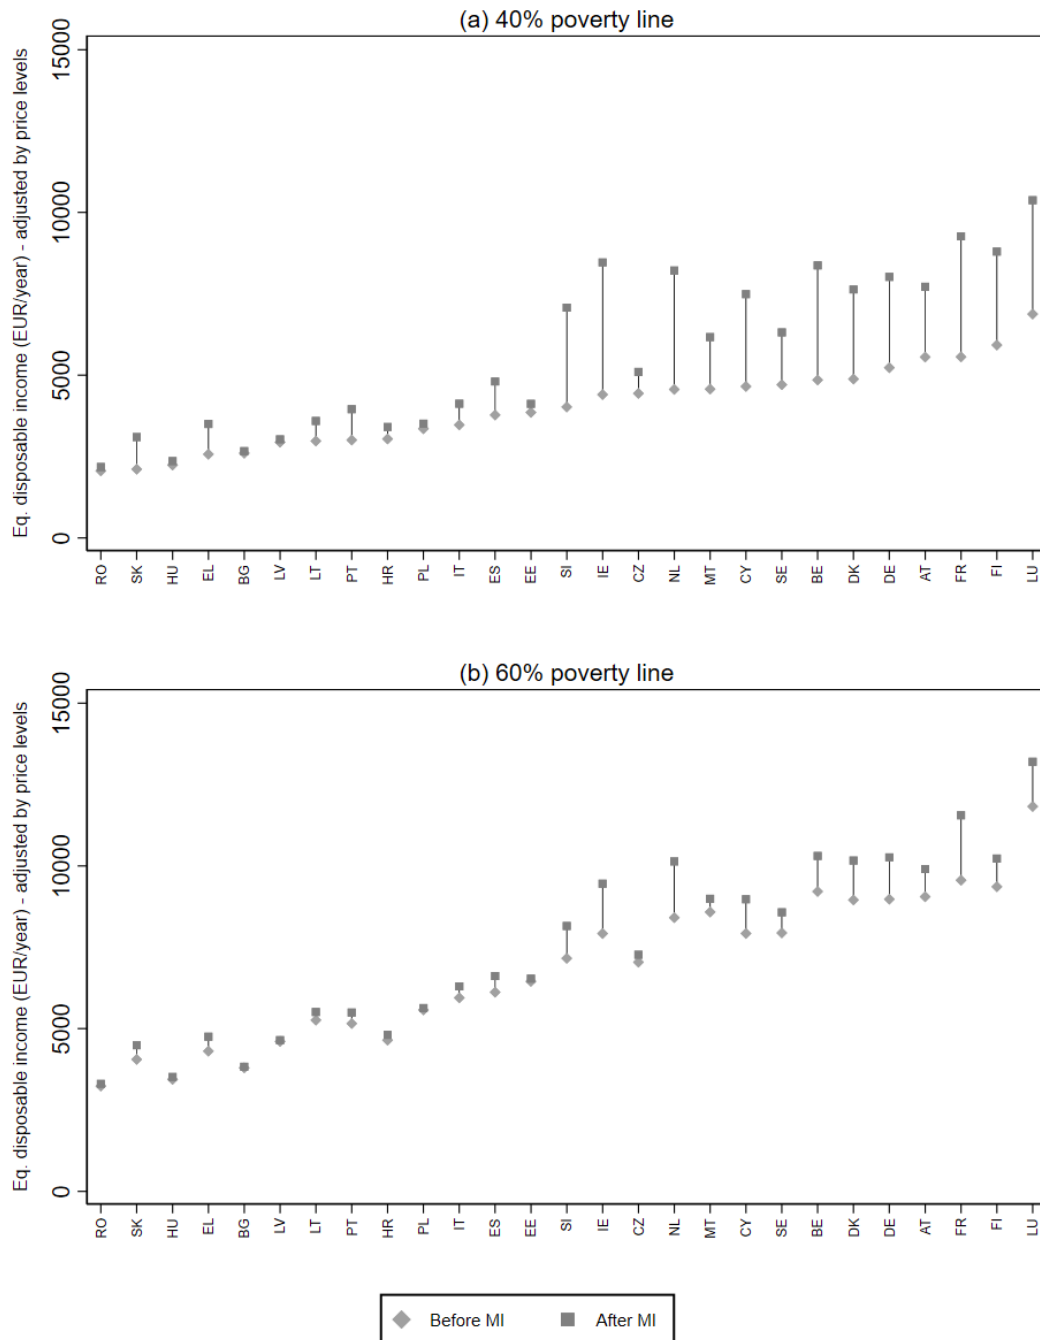 (a) 40% poverty line
Eq. disposable income (EUR/year) - adjusted by price levels
15000
10000
5000
0
RO SK HU EL BG LV LT PT HR PL IT ES EE SI IE CZ NL MT CY SE BE DK DE AT FR FI LU
(b) 60% poverty line
Eq. disposable income (EUR/year) - adjusted by price levels
15000
10000
5000
0
RO SK HU EL BG LV LT PT HR PL IT ES EE SI IE CZ NL MT CY SE BE DK DE AT FR FI LU
Before MI After MI